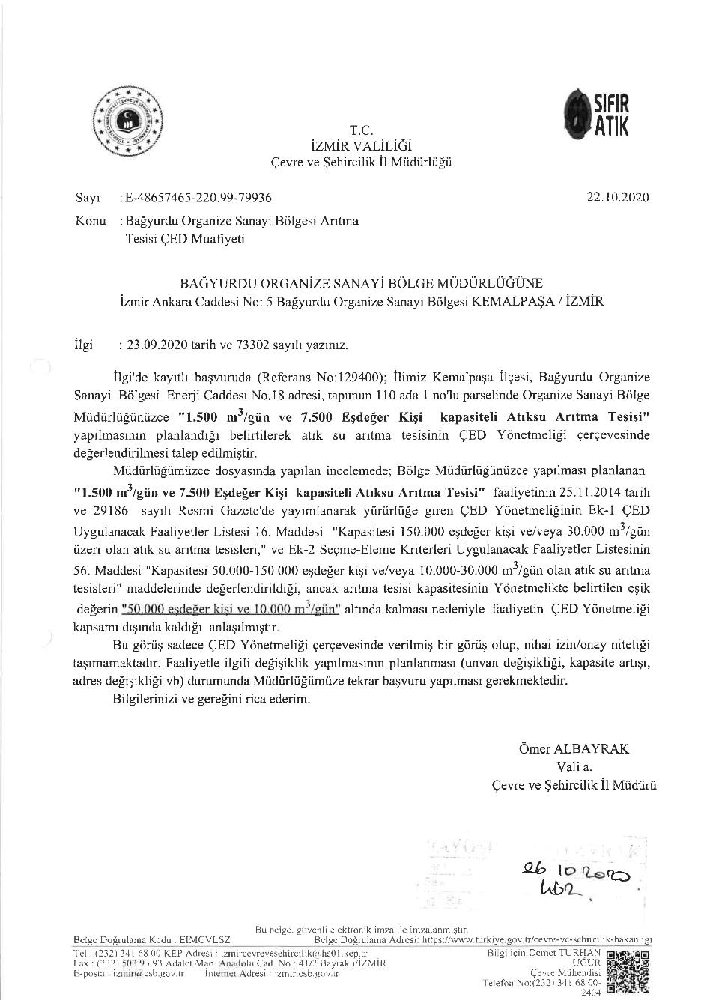 SIFIR
ATIK
T.C.
İZMİR VALİLİĞİ
Çevre ve Şehircilik İl Müdürlüğü
Sayı : E-48657465-220.99-79936 22.10.2020
Konu : Bağyurdu Organize Sanayi Bölgesi Arıtma
Tesisi ÇED Muafiyeti
BAĞYURDU ORGANİZE SANAYİ BÖLGE MÜDÜRLÜĞÜNE
İzmir Ankara Caddesi No: 5 Bağyurdu Organize Sanayi Bölgesi KEMALPAŞA / İZMİR
İlgi : 23.09.2020 tarih ve 73302 sayılı yazınız.
İlgi'de kayıtlı başvuruda (Referans No:129400); İlimiz Kemalpaşa İlçesi, Bağyurdu Organize
Sanayi Bölgesi Enerji Caddesi No.18 adresi, tapunun 110 ada 1 no'lu parselinde Organize Sanayi Bölge
Müdürlüğünüzce "1.500 m³/gün ve 7.500 Eşdeğer Kişi kapasiteli Atıksu Arıtma Tesisi"
yapılmasının planlandığı belirtilerek atık su arıtma tesisinin ÇED Yönetmeliği çerçevesinde
değerlendirilmesi talep edilmiştir.
Müdürlüğümüzce dosyasında yapılan incelemede; Bölge Müdürlüğünüzce yapılması planlanan
"1.500 m³/gün ve 7.500 Eşdeğer Kişi kapasiteli Atıksu Arıtma Tesisi" faaliyetinin 25.11.2014 tarih
ve 29186 sayılı Resmi Gazete'de yayımlanarak yürürlüğe giren ÇED Yönetmeliğinin Ek-1 ÇED
Uygulanacak Faaliyetler Listesi 16. Maddesi "Kapasitesi 150.000 eşdeğer kişi ve/veya 30.000 m³/gün
üzeri olan atık su arıtma tesisleri," ve Ek-2 Seçme-Eleme Kriterleri Uygulanacak Faaliyetler Listesinin
56. Maddesi "Kapasitesi 50.000-150.000 eşdeğer kişi ve/veya 10.000-30.000 m³/gün olan atık su arıtma
tesisleri" maddelerinde değerlendirildiği, ancak arıtma tesisi kapasitesinin Yönetmelikte belirtilen eşik
değerin "50.000 eşdeğer kişi ve 10.000 m³/gün" altında kalması nedeniyle faaliyetin ÇED Yönetmeliği
kapsamı dışında kaldığı anlaşılmıştır.
Bu görüş sadece ÇED Yönetmeliği çerçevesinde verilmiş bir görüş olup, nihai izin/onay niteliği
taşımamaktadır. Faaliyetle ilgili değişiklik yapılmasının planlanması (unvan değişikliği, kapasite artışı,
adres değişikliği vb) durumunda Müdürlüğümüze tekrar başvuru yapılması gerekmektedir.
Bilgilerinizi ve gereğini rica ederim.
Ömer ALBAYRAK
Vali a.
Çevre ve Şehircilik İl Müdürü
26 10 2020
462
Bu belge, güvenli elektronik imza ile imzalanmıştır.
Belge Doğrulama Kodu : EIMCVLSZ Belge Doğrulama Adresi: https://www.turkiye.gov.tr/cevre-ve-sehircilik-bakanligi
Tel : (232) 341 68 00 KEP Adresi : izmircevrevesehircilik@hs01.kep.tr Bilgi için:Demet TURHAN
Fax : (232) 503 93 93 Adalet Mah. Anadolu Cad. No : 41/2 Bayraklı/İZMİR UĞUR
E-posta : izmir@csb.gov.tr İnternet Adresi : izmir.csb.gov.tr Çevre Mühendisi
Telefon No:(232) 341 68 00-
2404